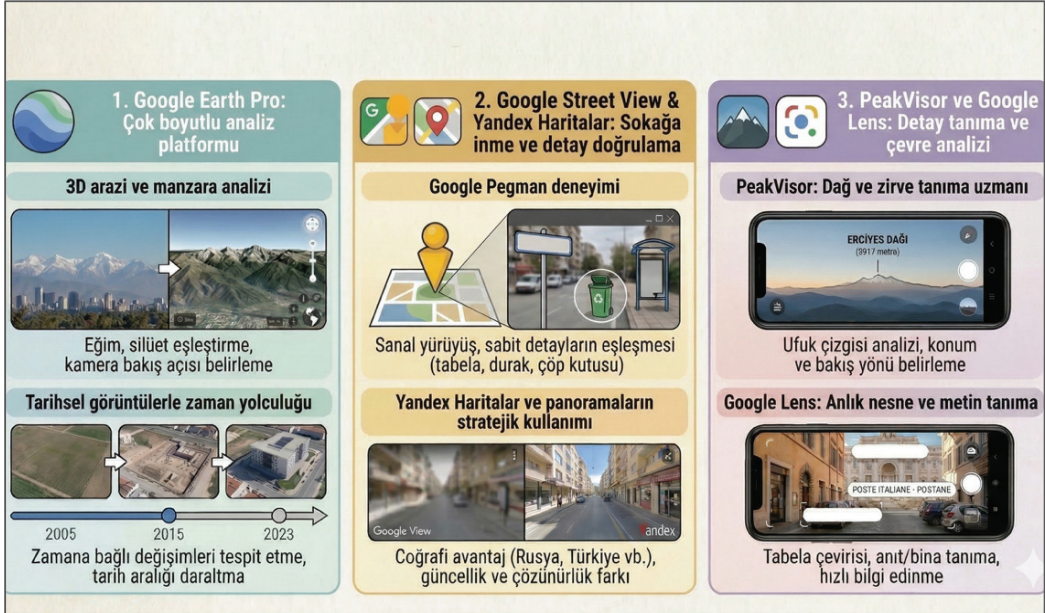 1. Google Earth Pro:
Çok boyutlu analiz
platformu
3D arazi ve manzara analizi
Eğim, silüet eşleştirme,
kamera bakış açısı belirleme
Tarihsel görüntülerle zaman yolculuğu
2005
2015
2023
Zamana bağlı değişimleri tespit etme,
tarih aralığı daraltma
G
2. Google Street View &
Yandex Haritalar: Sokağa
inme ve detay doğrulama
Google Pegman deneyimi
Sanal yürüyüş, sabit detayların eşleşmesi
(tabela, durak, çöp kutusu)
Yandex Haritalar ve panoramaların
stratejik kullanımı
Google View
Yandex
Coğrafi avantaj (Rusya, Türkiye vb.),
güncellik ve çözünürlük farkı
3. PeakVisor ve Google
Lens: Detay tanıma ve
çevre analizi
PeakVisor: Dağ ve zirve tanıma uzmanı
ERCİYES DAĞI
(3917 metra)
Ufuk çizgisi analizi, konum
ve bakış yönü belirleme
Google Lens: Anlık nesne ve metin tanıma
POSTE ITALIANE - POSTANE
Tabela çevirisi, anıt/bina tanıma,
hızlı bilgi edinme